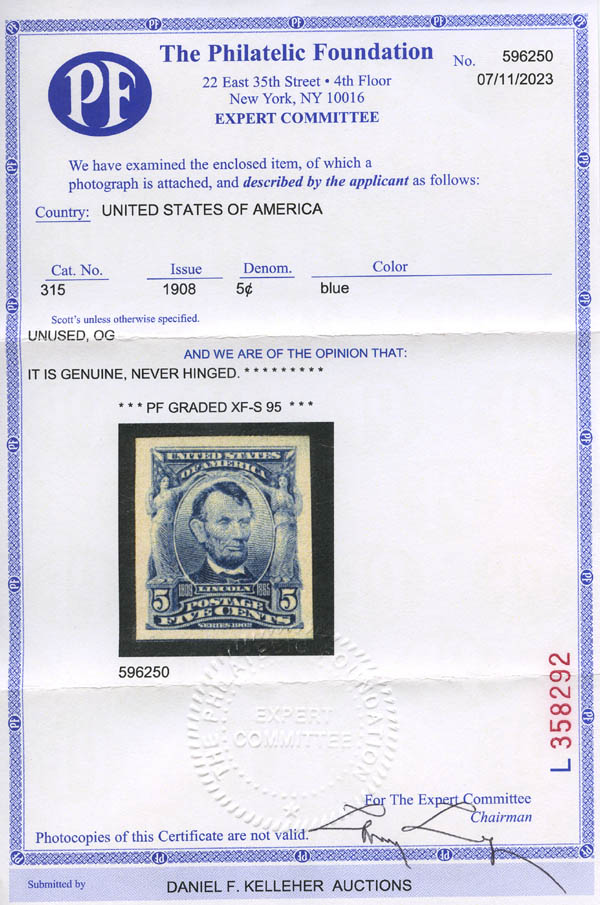 PF
The Philatelic Foundation
No. 596250
22 East 35th Street • 4th Floor
07/11/2023
New York, NY 10016
EXPERT COMMITTEE
We have examined the enclosed item, of which a
photograph is attached, and described by the applicant as follows:
Country: UNITED STATES OF AMERICA
Cat. No. Issue Denom. Color
315 1908 5¢ blue
Scott's unless otherwise specified.
UNUSED, OG
AND WE ARE OF THE OPINION THAT:
IT IS GENUINE, NEVER HINGED. * * * * * * * * *
* * * PF GRADED XF-S 95 * * *
UNITED STATES
OF AMERICA
1809 LINCOLN 1865
5 POSTAGE 5
FIVE CENTS
SERIES 1902
596250
THE PHILATELIC FOUNDATION
EXPERT
COMMITTEE
L 358292
For The Expert Committee
Chairman
Photocopies of this Certificate are not valid.
Submitted by DANIEL F. KELLEHER AUCTIONS